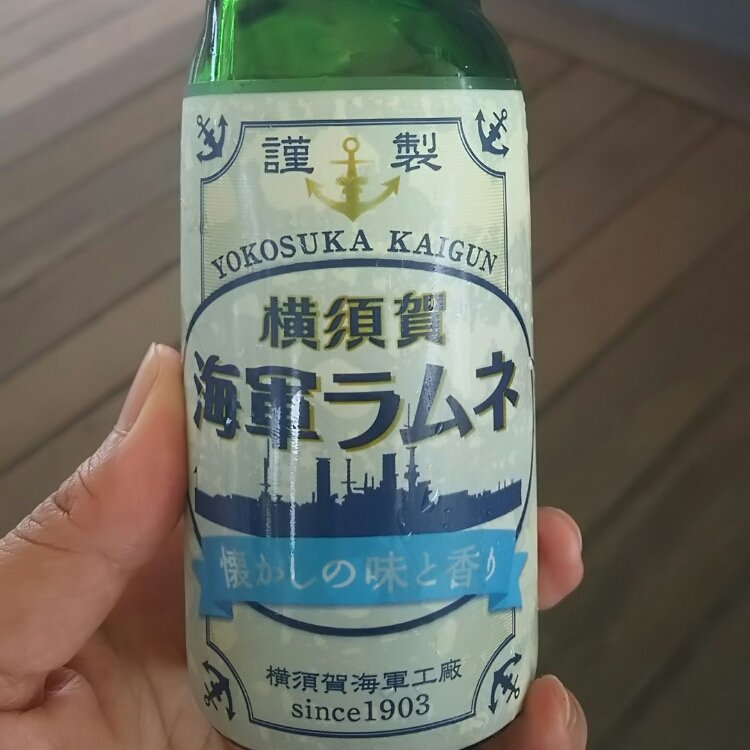 謹製
YOKOSUKA KAIGUN
横須賀
海軍ラムネ
懐かしの味と香り
横須賀海軍工廠
since1903